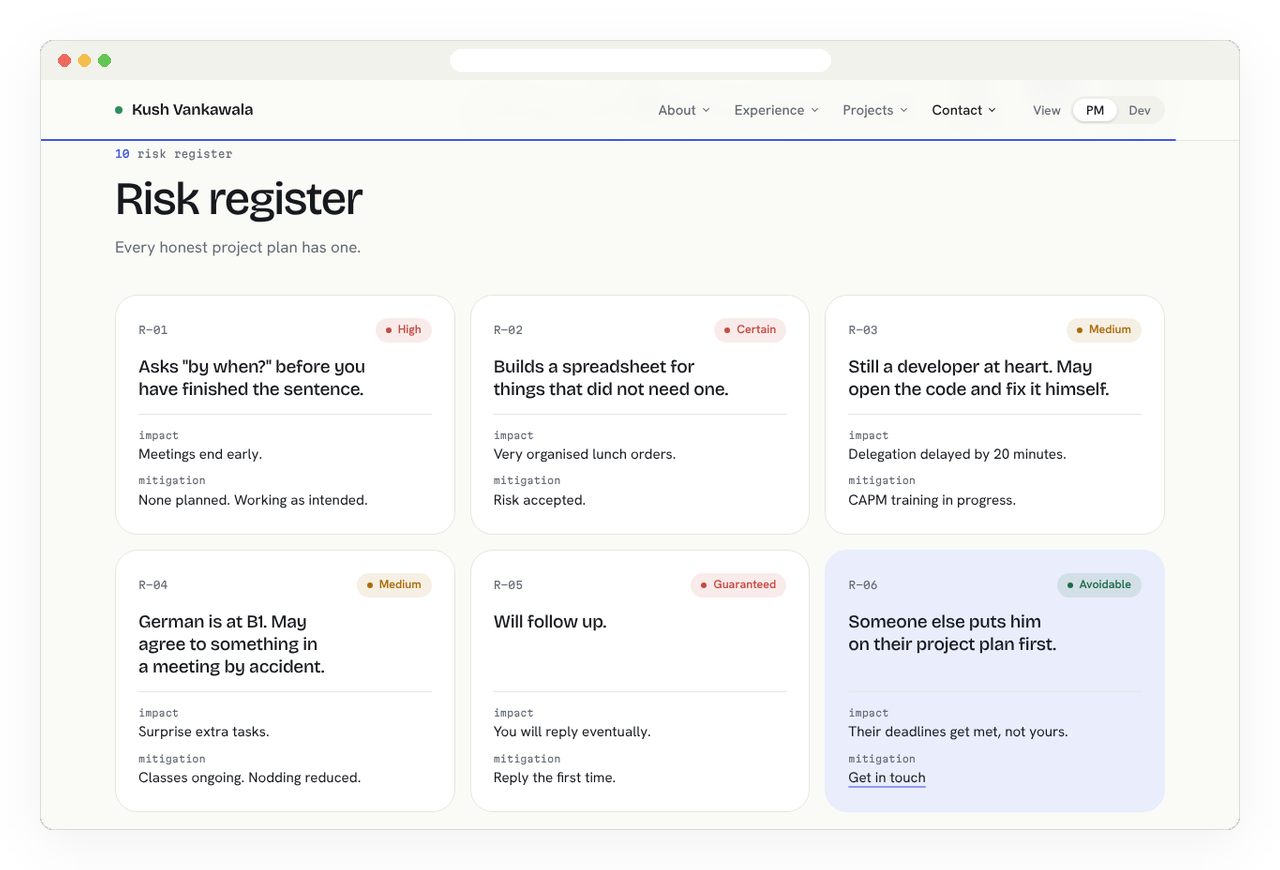 Kush Vankawala
About Experience Projects Contact View PM Dev
10 risk register
Risk register
Every honest project plan has one.
R-01 High
Asks "by when?" before you
have finished the sentence.
impact
Meetings end early.
mitigation
None planned. Working as intended.
R-02 Certain
Builds a spreadsheet for
things that did not need one.
impact
Very organised lunch orders.
mitigation
Risk accepted.
R-03 Medium
Still a developer at heart. May
open the code and fix it himself.
impact
Delegation delayed by 20 minutes.
mitigation
CAPM training in progress.
R-04 Medium
German is at B1. May
agree to something in
a meeting by accident.
impact
Surprise extra tasks.
mitigation
Classes ongoing. Nodding reduced.
R-05 Guaranteed
Will follow up.
impact
You will reply eventually.
mitigation
Reply the first time.
R-06 Avoidable
Someone else puts him
on their project plan first.
impact
Their deadlines get met, not yours.
mitigation
Get in touch